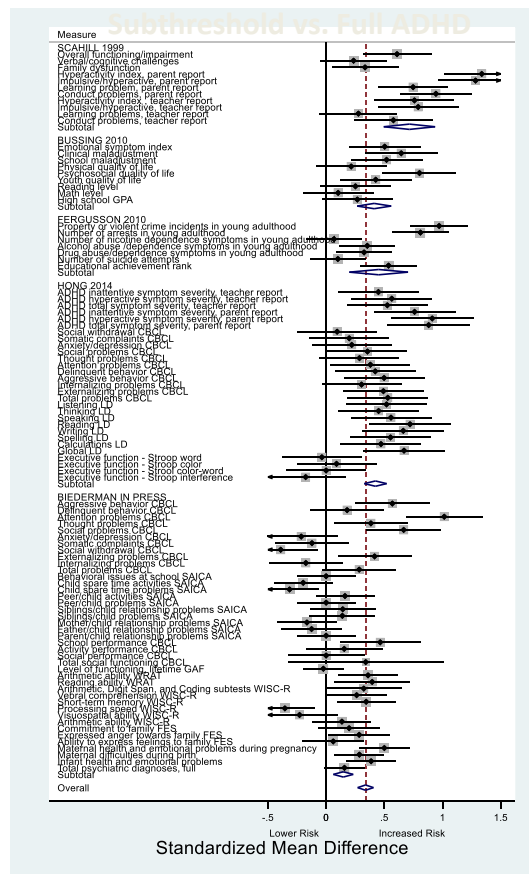 Subthreshold vs. Full ADHD
Measure
SCAHILL 1999
Overall functioning/impairment
Verbal/cognitive challenges
Family dysfunction
Hyperactivity index, parent report
Impulsive/hyperactive, parent report
Learning problem, parent report
Conduct problems, parent report
Hyperactivity index , teacher report
Impulsive/hyperactive, teacher report
Learning problems, teacher report
Conduct problems, teacher report
Subtotal
BUSSING 2010
Emotional symptom index
Clinical maladjustment
School maladjustment
Physical quality of life
Psychosocial quality of life
Youth quality of life
Reading level
Math level
High school GPA
Subtotal
FERGUSSON 2010
Property or violent crime incidents in young adulthood
Number of arrests in young adulthood
Number of nicotine dependence symptoms in young adulthood
Alcohol abuse /dependence symptoms in young adulthood
Drug abuse/dependence symptoms in young adulthood
Number of suicide attempts
Educational achievement rank
Subtotal
HONG 2014
ADHD inattentive symptom severity, teacher report
ADHD hyperactive symptom severity, teacher report
ADHD total symptom severity, teacher report
ADHD inattentive symptom severity, parent report
ADHD hyperactive symptom severity, parent report
ADHD total symptom severity, parent report
Social withdrawal CBCL
Somatic complaints CBCL
Anxiety/depression CBCL
Social problems CBCL
Thought problems CBCL
Attention problems CBCL
Delinquent behavior CBCL
Aggressive behavior CBCL
Internalizing problems CBCL
Externalizing problems CBCL
Total problems CBCL
Listening LD
Thinking LD
Speaking LD
Reading LD
Writing LD
Spelling LD
Calculations LD
Global LD
Executive function - Stroop word
Executive function - Stroop color
Executive function - Stroop color-word
Executive function - Stroop interference
Subtotal
BIEDERMAN IN PRESS
Aggressive behavior CBCL
Delinquent behavior CBCL
Attention problems CBCL
Thought problems CBCL
Social problems CBCL
Anxiety/depression CBCL
Somatic complaints CBCL
Social withdrawal CBCL
Externalizing problems CBCL
Internalizing problems CBCL
Total problems CBCL
Behavioral issues at school SAICA
Child spare time activities SAICA
Child spare time problems SAICA
Peer/child activities SAICA
Peer/child problems SAICA
Siblings/child relationship problems SAICA
Siblings/child problems SAICA
Mother/child relationship problems SAICA
Father/child relationship problems SAICA
Parent/child relationship SAICA
School performance CBCL
Activity performance CBCL
Social performance CBCL
Total social functioning CBCL
Level of functioning, lifetime GAF
Arithmetic ability WRAT
Reading ability WRAT
Arithmetic, Digit Span, and Coding subtests WISC-R
Vebral comprehension WISC-R
Short-term memory WISC-R
Processing speed WISC-R
Visuospatial ability WISC-R
Arithmetic ability WISC-R
Commitment to family FES
Expressed anger towards family FES
Ability to express feelings to family FES
Maternal health and emotional problems during pregnancy
Maternal difficulties during birth
Infant health and emotional problems
Total psychiatric diagnoses, full
Subtotal
Overall
-.5 0 .5 1 1.5
Lower Risk Increased Risk
Standardized Mean Difference